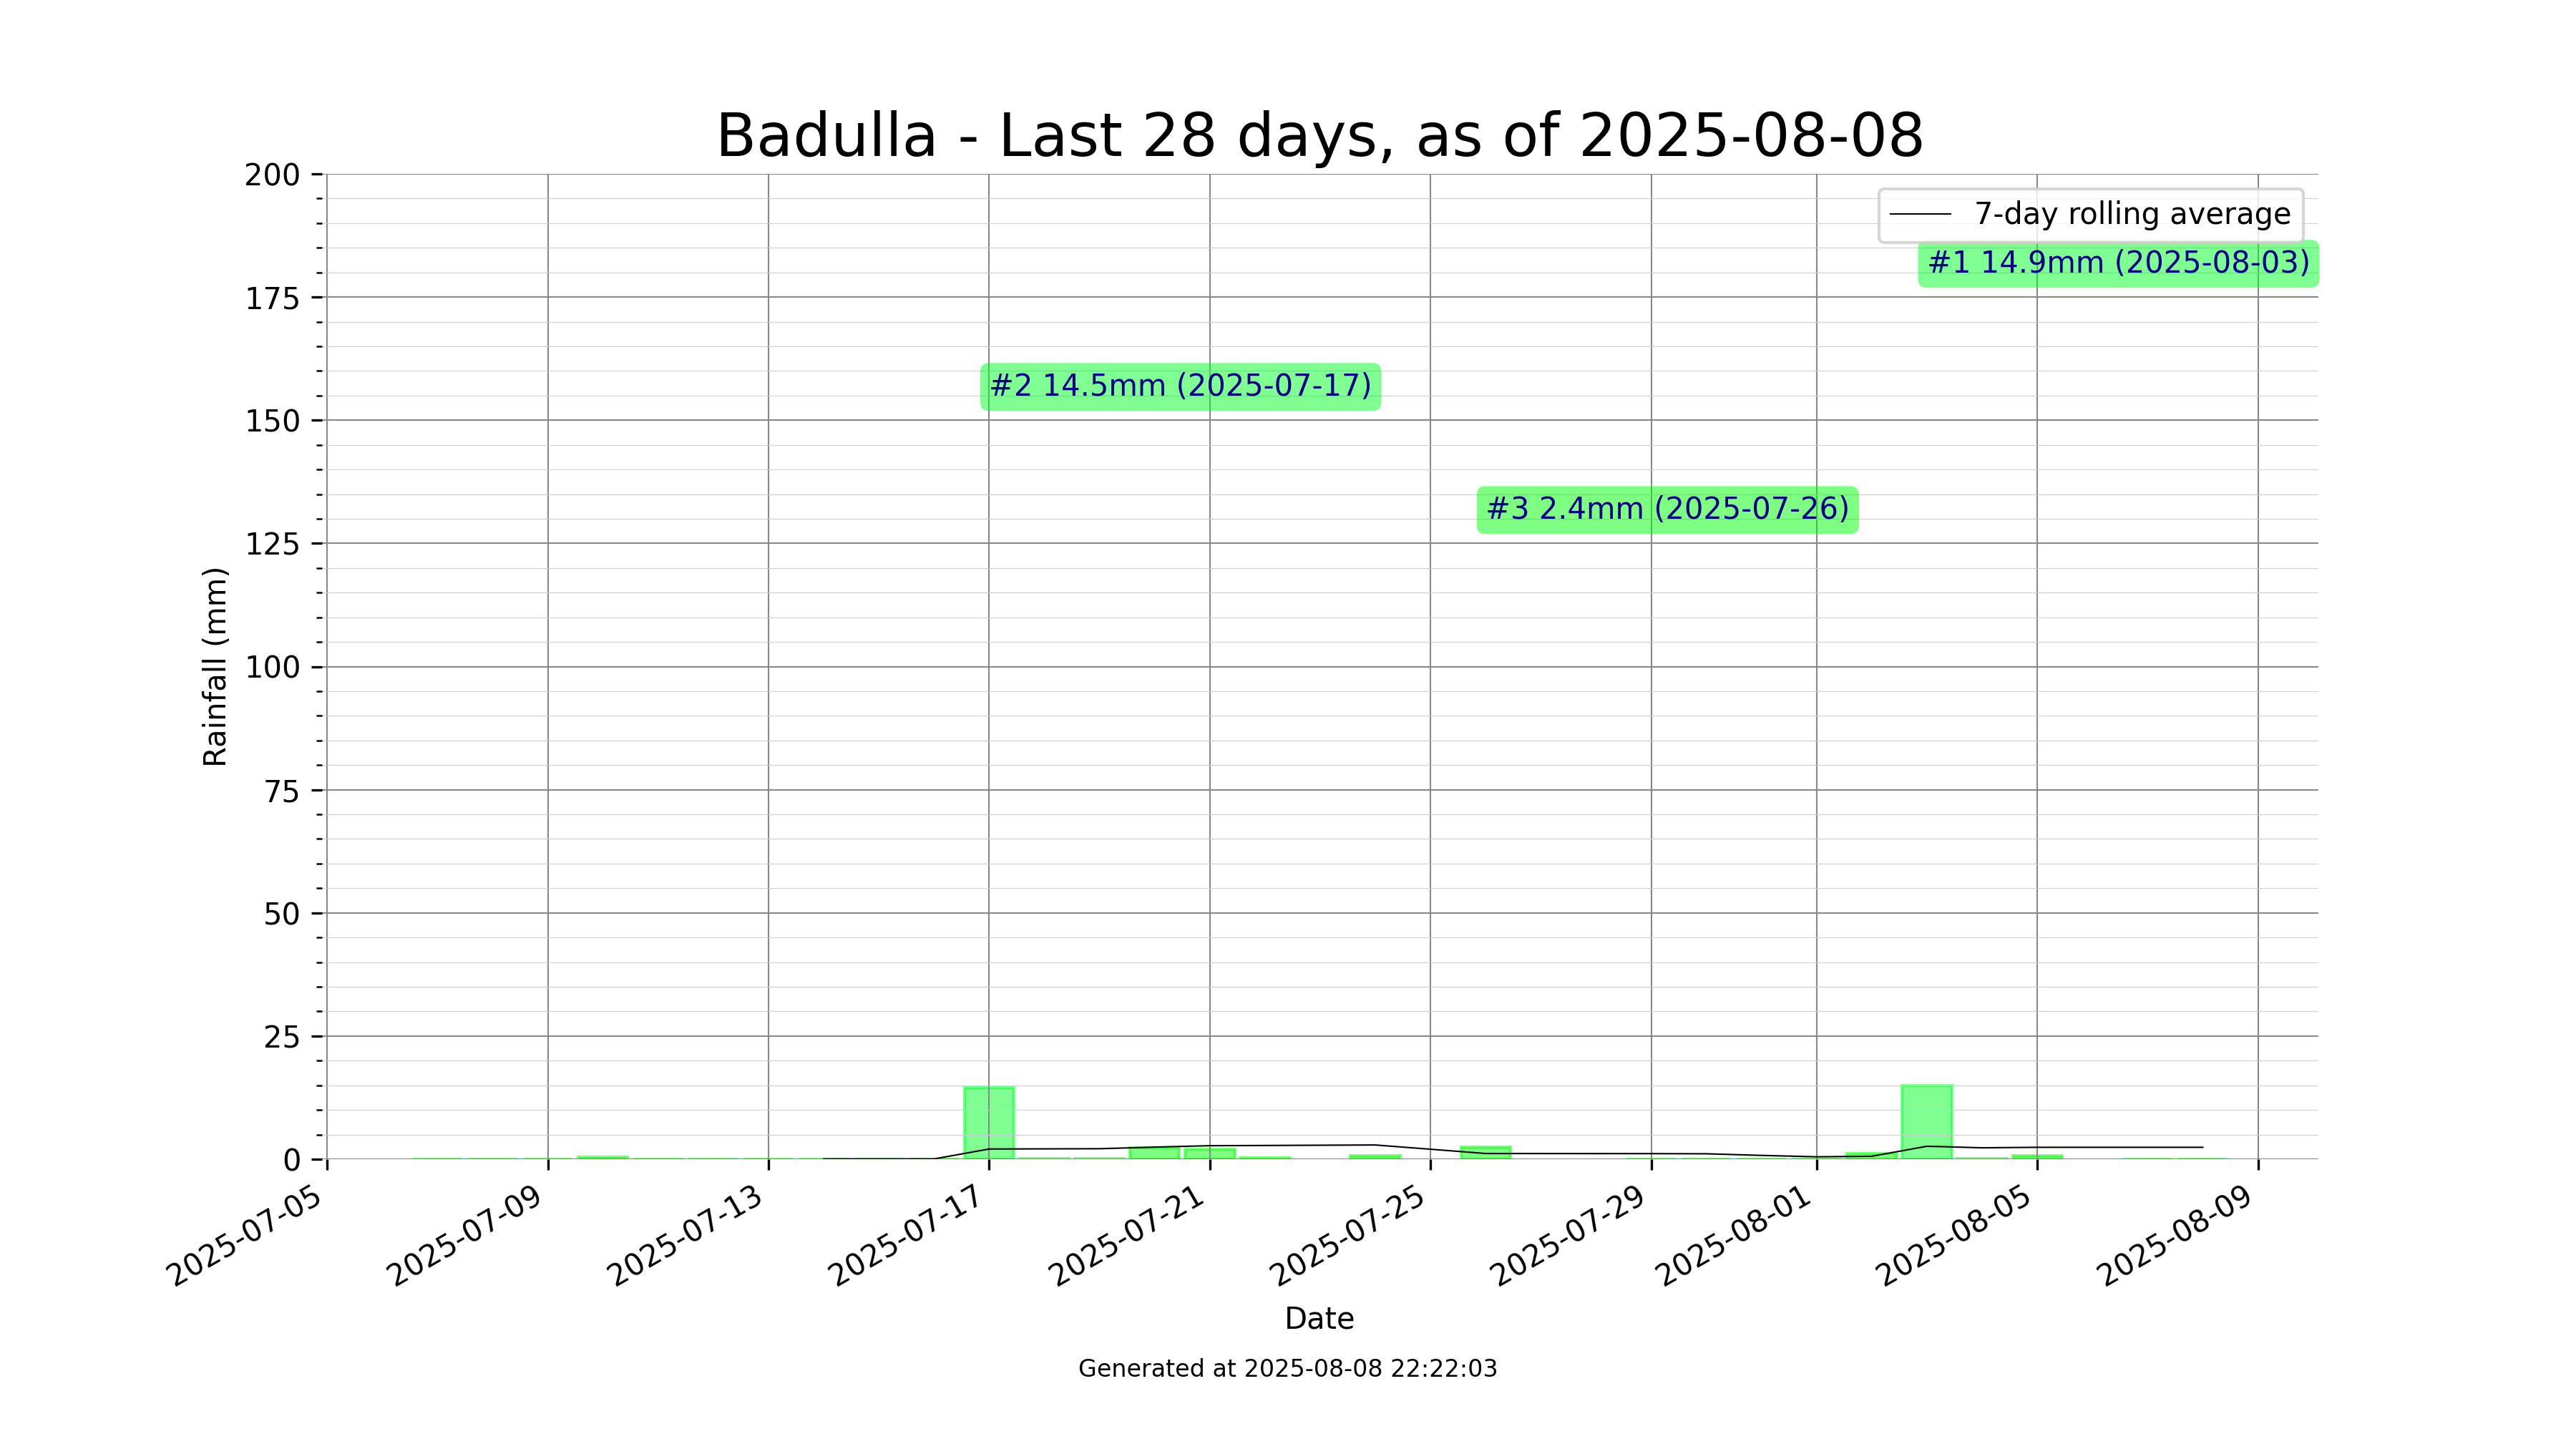 Badulla - Last 28 days, as of 2025-08-08
200
175
150
125
100
75
50
25
0
Rainfall (mm)
7-day rolling average
#1 14.9mm (2025-08-03)
#2 14.5mm (2025-07-17)
#3 2.4mm (2025-07-26)
2025-07-05
2025-07-09
2025-07-13
2025-07-17
2025-07-21
2025-07-25
2025-07-29
2025-08-01
2025-08-05
2025-08-09
Date
Generated at 2025-08-08 22:22:03